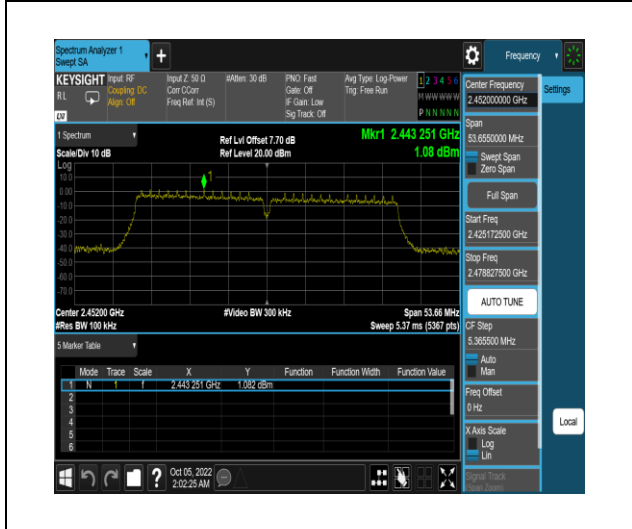 Spectrum Analyzer 1
Swept SA
Frequency
KEYSIGHT
R L
LXI
Input: RF
Coupling: DC
Align: Off
Input Z: 50 Ω
Corr CCorr
Freq Ref: Int (S)
#Atten: 30 dB
PNO: Fast
Gate: Off
IF Gain: Low
Sig Track: Off
Avg Type: Log-Power
Trig: Free Run
1 2 3 4 5 6
M W W W W W
P N N N N N
1 Spectrum
Scale/Div 10 dB
Ref Lvl Offset 7.70 dB
Ref Level 20.00 dBm
Mkr1 2.443 251 GHz
1.08 dBm
Log
10.0
0.00
-10.0
-20.0
-30.0
-40.0
-50.0
-60.0
-70.0
1
Center 2.45200 GHz
#Res BW 100 kHz
#Video BW 300 kHz
Span 53.66 MHz
Sweep 5.37 ms (5367 pts)
5 Marker Table
Mode Trace Scale X Y Function Function Width Function Value
1 N 1 f 2.443 251 GHz 1.082 dBm
2
3
4
5
6
Oct 05, 2022
2:02:25 AM
Center Frequency
2.452000000 GHz
Span
53.6550000 MHz
Swept Span
Zero Span
Full Span
Start Freq
2.425172500 GHz
Stop Freq
2.478827500 GHz
AUTO TUNE
CF Step
5.365500 MHz
Auto
Man
Freq Offset
0 Hz
X Axis Scale
Log
Lin
Signal Track
(Span Zoom)
Settings
Local